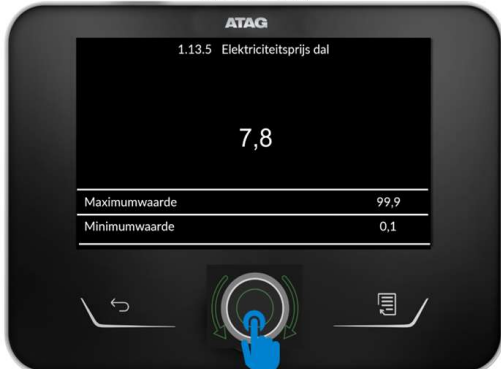 ATAG
1.13.5 Elektriciteitsprijs dal
7,8
Maximumwaarde 99,9
Minimumwaarde 0,1